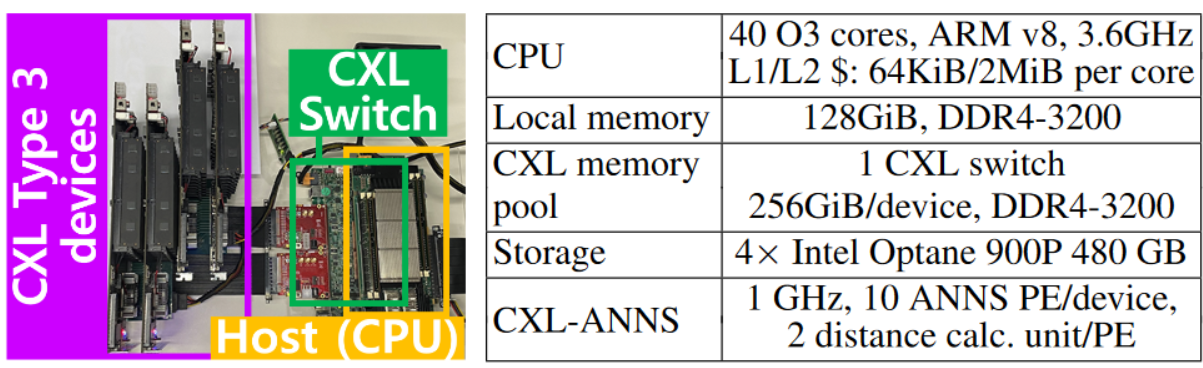 CXL Type 3
devices
CXL
Switch
Host (CPU)
CPU
40 O3 cores, ARM v8, 3.6GHz
L1/L2 $: 64KiB/2MiB per core
Local memory
128GiB, DDR4-3200
CXL memory
pool
1 CXL switch
256GiB/device, DDR4-3200
Storage
4× Intel Optane 900P 480 GB
CXL-ANNS
1 GHz, 10 ANNS PE/device,
2 distance calc. unit/PE